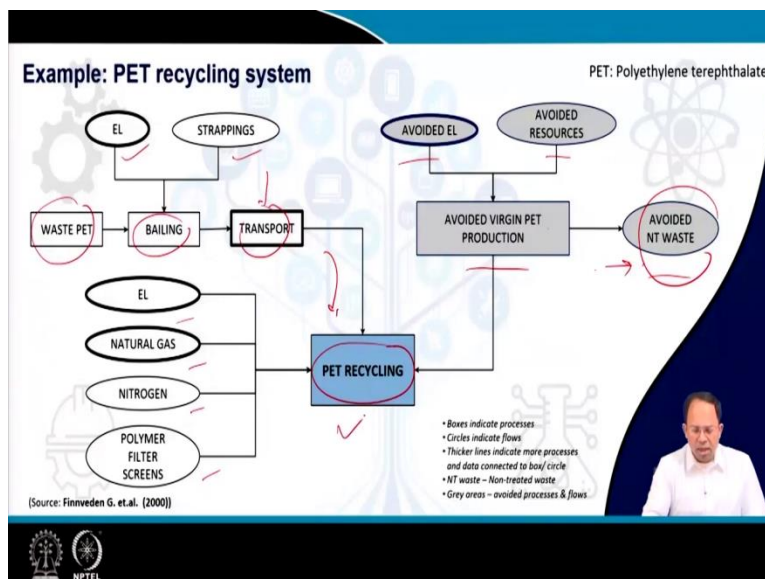 Example: PET recycling system
PET: Polyethylene terephthalate
EL
STRAPPINGS
AVOIDED EL
AVOIDED
RESOURCES
WASTE PET
BAILING
TRANSPORT
AVOIDED VIRGIN PET
PRODUCTION
AVOIDED
NT WASTE
EL
NATURAL GAS
NITROGEN
POLYMER
FILTER
SCREENS
PET RECYCLING
• Boxes indicate processes
• Circles indicate flows
• Thicker lines indicate more processes
and data connected to box/ circle
• NT waste – Non-treated waste
• Grey areas – avoided processes & flows
(Source: Finnveden G. et.al. (2000))
NPTEL